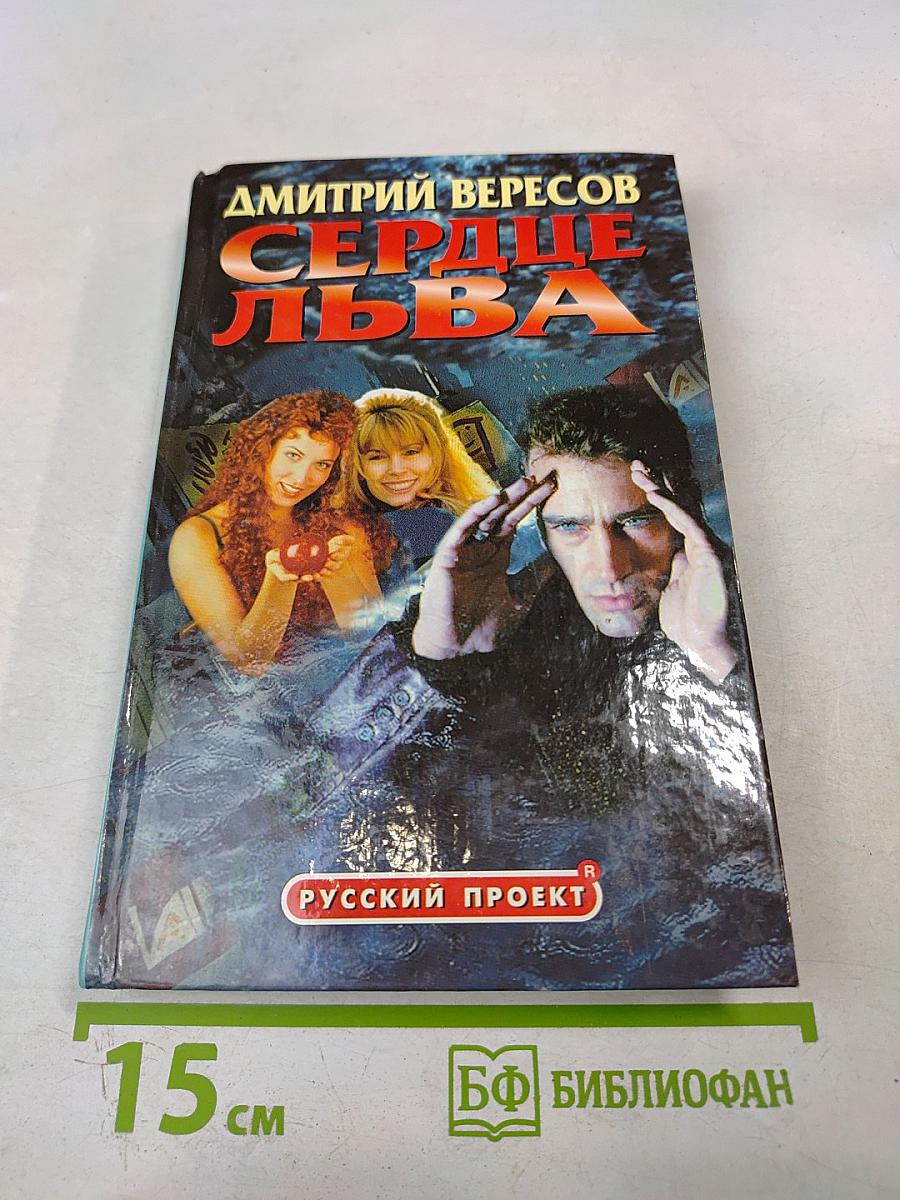 ДМИТРИЙ ВЕРЕСОВ
СЕРДЦЕ
ЛЬВА
РУССКИЙ ПРОЕКТ
R
15 см
БФ БИБЛИОФАН